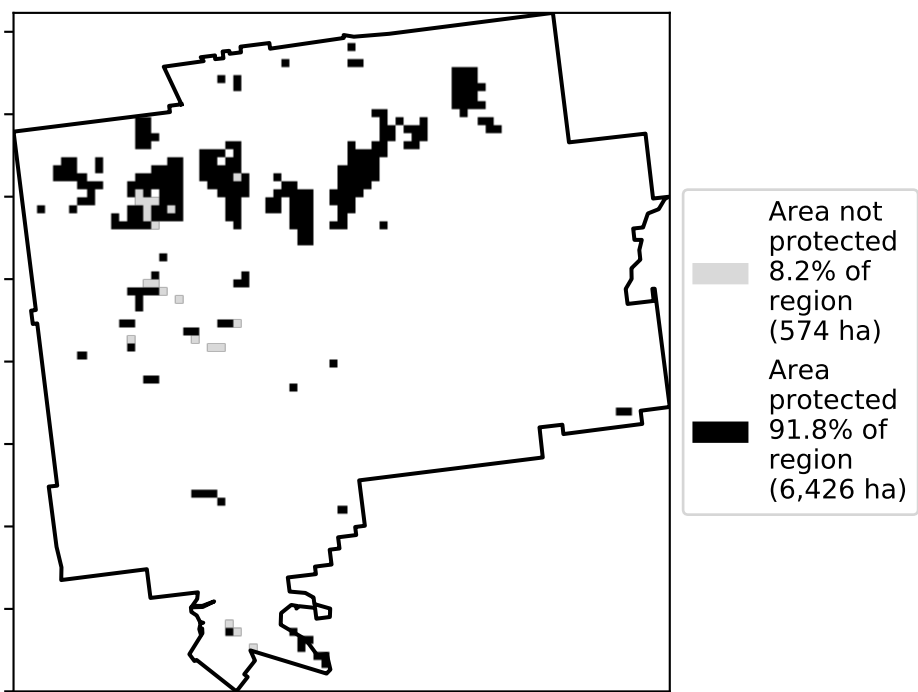 Area not
protected
8.2% of
region
(574 ha)
Area
protected
91.8% of
region
(6,426 ha)